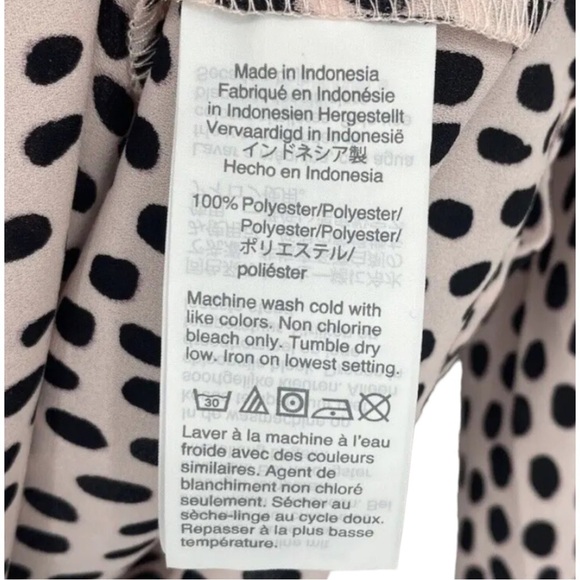 Made in Indonesia
Fabriqué en Indonésie
in Indonesien Hergestellt
Vervaardigd in Indonesië
インドネシア製
Hecho en Indonesia
100% Polyester/Polyester/
Polyester/Polyester/
ポリエステル/
poliéster
Machine wash cold with
like colors. Non chlorine
bleach only. Tumble dry
low. Iron on lowest setting.
30
Laver à la machine à l'eau
froide avec des couleurs
similaires. Agent de
blanchiment non chloré
seulement. Sécher au
sèche-linge au cycle doux.
Repasser à la plus basse
température.